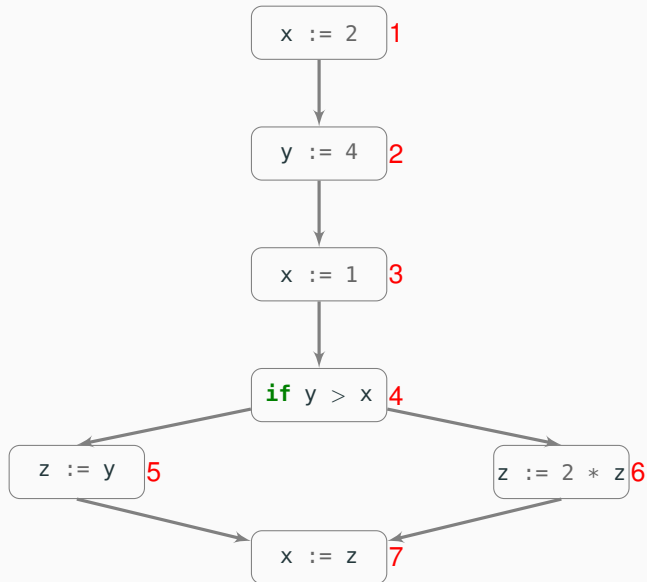 x := 2 1
y := 4 2
x := 1 3
if y > x 4
z := y 5
z := 2 * z 6
x := z 7